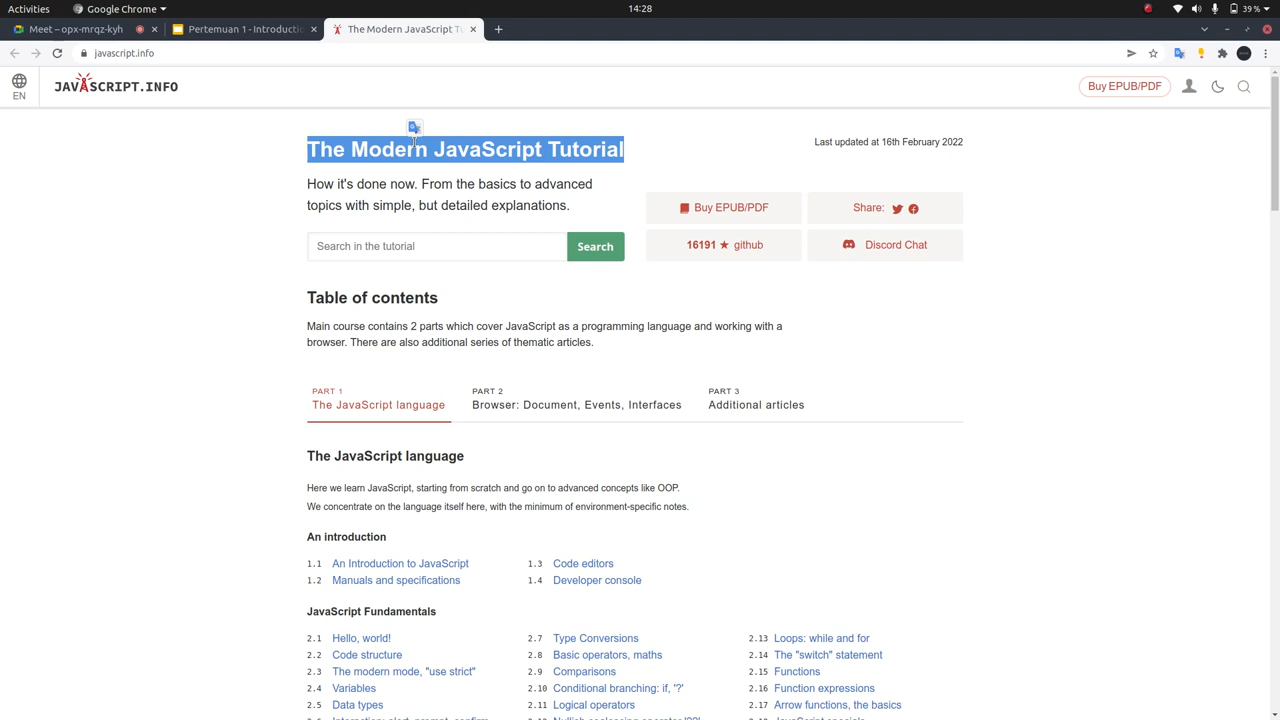 Activities
Google Chrome
14:28
39 %
Meet – opx-mrqz-kyh
Pertemuan 1 - Introductic
The Modern JavaScript T
javascript.info
EN
JAVASCRIPT.INFO
Buy EPUB/PDF
The Modern JavaScript Tutorial
Last updated at 16th February 2022
How it's done now. From the basics to advanced
topics with simple, but detailed explanations.
Buy EPUB/PDF
Share:
Search in the tutorial
Search
16191 ★ github
Discord Chat
Table of contents
Main course contains 2 parts which cover JavaScript as a programming language and working with a
browser. There are also additional series of thematic articles.
PART 1
The JavaScript language
PART 2
Browser: Document, Events, Interfaces
PART 3
Additional articles
The JavaScript language
Here we learn JavaScript, starting from scratch and go on to advanced concepts like OOP.
We concentrate on the language itself here, with the minimum of environment-specific notes.
An introduction
1.1 An Introduction to JavaScript
1.2 Manuals and specifications
1.3 Code editors
1.4 Developer console
JavaScript Fundamentals
2.1 Hello, world!
2.2 Code structure
2.3 The modern mode, "use strict"
2.4 Variables
2.5 Data types
2.7 Type Conversions
2.8 Basic operators, maths
2.9 Comparisons
2.10 Conditional branching: if, '?'
2.11 Logical operators
2.13 Loops: while and for
2.14 The "switch" statement
2.15 Functions
2.16 Function expressions
2.17 Arrow functions, the basics